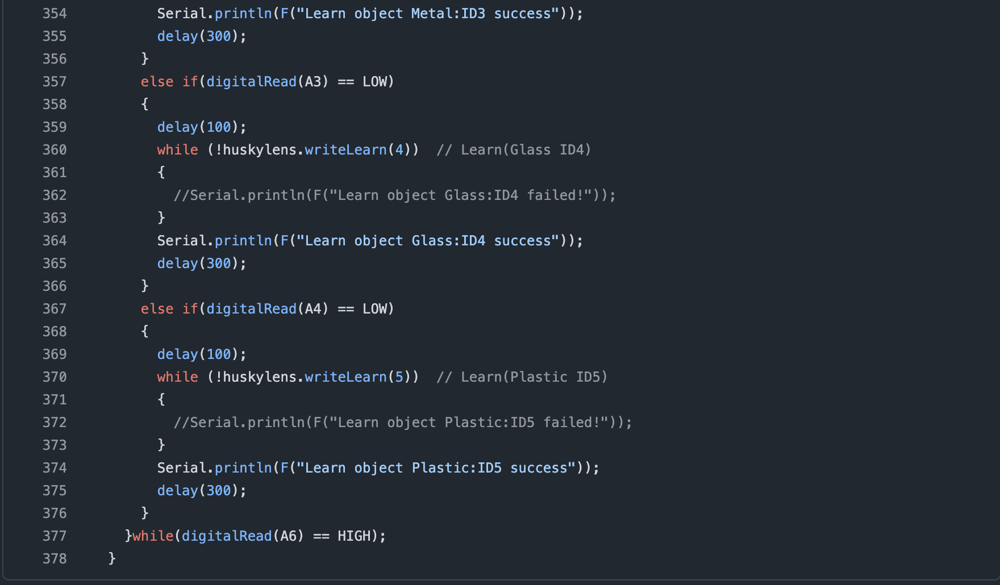 354 Serial.println(F("Learn object Metal:ID3 success"));
355 delay(300);
356 }
357 else if(digitalRead(A3) == LOW)
358 {
359 delay(100);
360 while (!huskylens.writeLearn(4))  // Learn(Glass ID4)
361 {
362 //Serial.println(F("Learn object Glass:ID4 failed!"));
363 }
364 Serial.println(F("Learn object Glass:ID4 success"));
365 delay(300);
366 }
367 else if(digitalRead(A4) == LOW)
368 {
369 delay(100);
370 while (!huskylens.writeLearn(5))  // Learn(Plastic ID5)
371 {
372 //Serial.println(F("Learn object Plastic:ID5 failed!"));
373 }
374 Serial.println(F("Learn object Plastic:ID5 success"));
375 delay(300);
376 }
377 }while(digitalRead(A6) == HIGH);
378 }